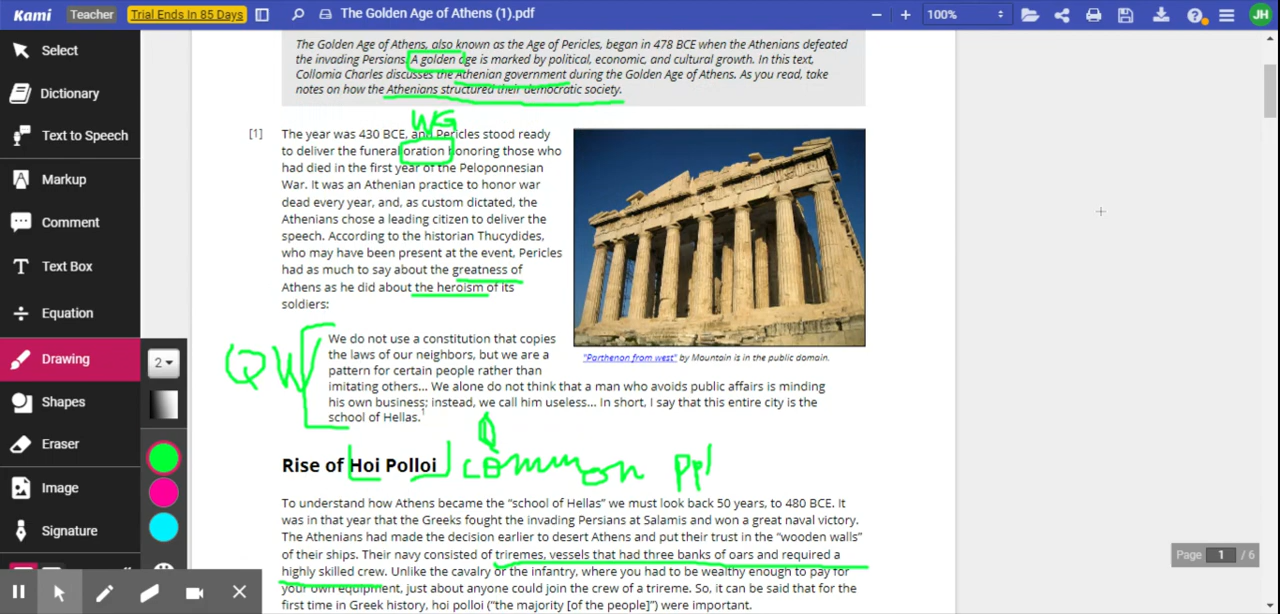 Kami Teacher Trial Ends In 85 Days The Golden Age of Athens (1).pdf 100% JH
Select
Dictionary
Text to Speech
Markup
Comment
Text Box
Equation
Drawing
2
Shapes
Eraser
Image
Signature
The Golden Age of Athens, also known as the Age of Pericles, began in 478 BCE when the Athenians defeated
the invading Persians. A golden age is marked by political, economic, and cultural growth. In this text,
Collomia Charles discusses the Athenian government during the Golden Age of Athens. As you read, take
notes on how the Athenians structured their democratic society.
WG
[1] The year was 430 BCE, and Pericles stood ready
to deliver the funeral oration honoring those who
had died in the first year of the Peloponnesian
War. It was an Athenian practice to honor war
dead every year, and, as custom dictated, the
Athenians chose a leading citizen to deliver the
speech. According to the historian Thucydides,
who may have been present at the event, Pericles
had as much to say about the greatness of
Athens as he did about the heroism of its
soldiers:
"Parthenon from west" by Mountain is in the public domain.
QW
We do not use a constitution that copies
the laws of our neighbors, but we are a
pattern for certain people rather than
imitating others... We alone do not think that a man who avoids public affairs is minding
his own business; instead, we call him useless... In short, I say that this entire city is the
school of Hellas.1
Rise of Hoi Polloi common ppl
To understand how Athens became the “school of Hellas” we must look back 50 years, to 480 BCE. It
was in that year that the Greeks fought the invading Persians at Salamis and won a great naval victory.
The Athenians had made the decision earlier to desert Athens and put their trust in the “wooden walls”
of their ships. Their navy consisted of triremes, vessels that had three banks of oars and required a
highly skilled crew. Unlike the cavalry or the infantry, where you had to be wealthy enough to pay for
your own equipment, just about anyone could join the crew of a trireme. So, it can be said that for the
first time in Greek history, hoi polloi (“the majority [of the people]”) were important.
Page 1 / 6